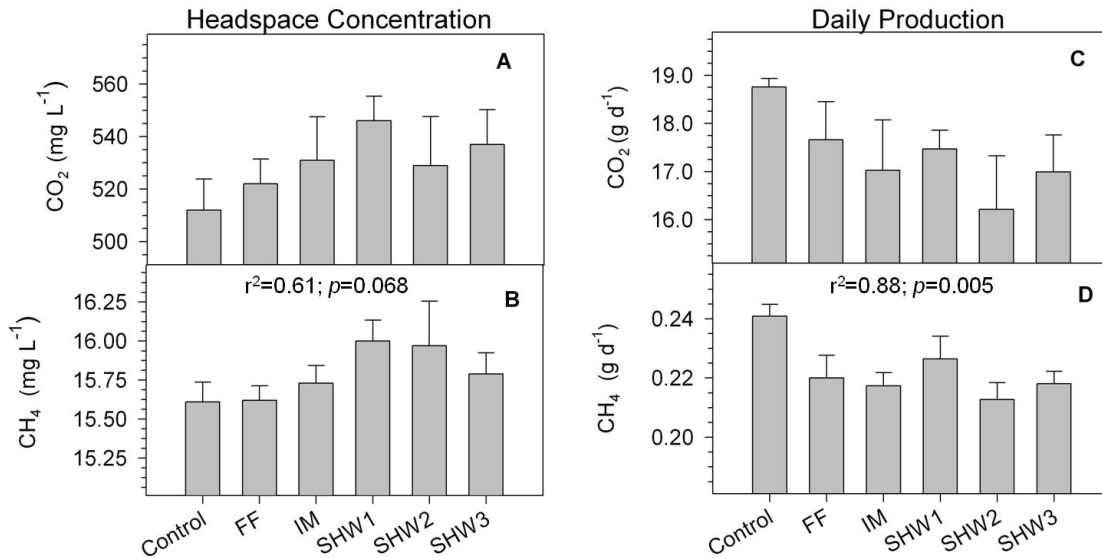 Headspace Concentration
Daily Production
A
CO₂ (mg L⁻¹)
560
540
520
500
C
CO₂ (g d⁻¹)
19.0
18.0
17.0
16.0
r²=0.61; p=0.068
B
CH₄ (mg L⁻¹)
16.25
16.00
15.75
15.50
15.25
r²=0.88; p=0.005
D
CH₄ (g d⁻¹)
0.24
0.22
0.20
Control FF IM SHW1 SHW2 SHW3
Control FF IM SHW1 SHW2 SHW3